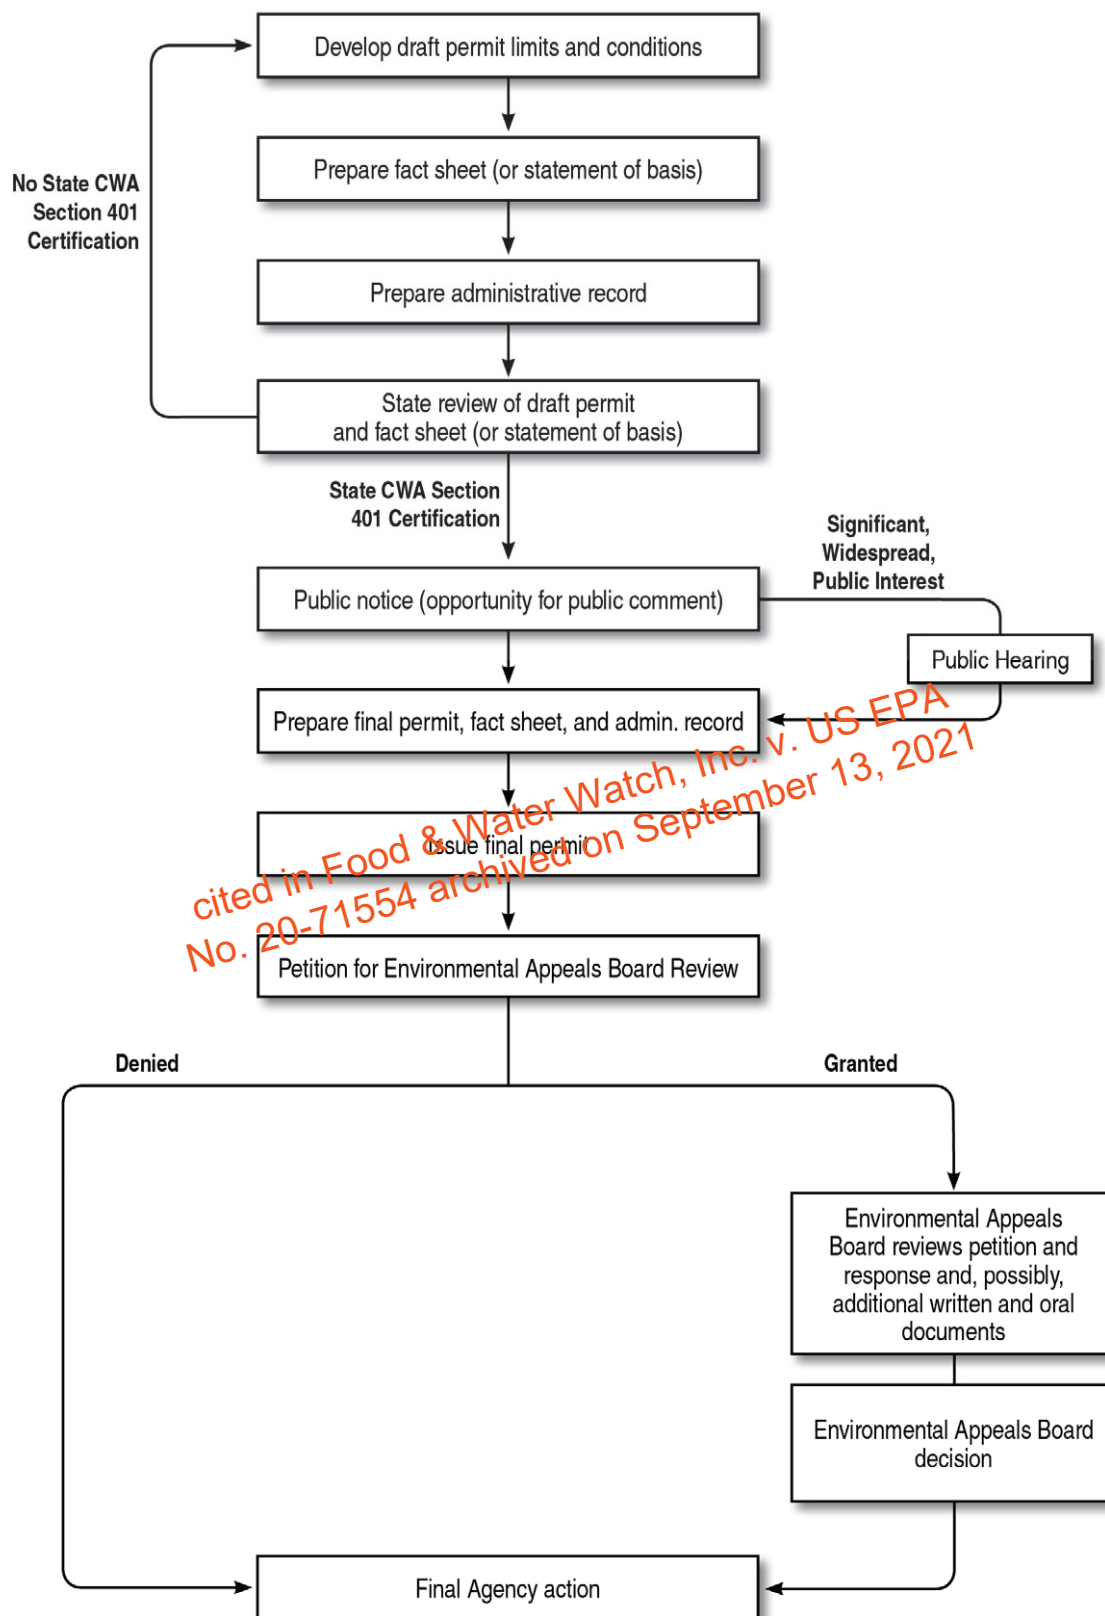 Develop draft permit limits and conditions
Prepare fact sheet (or statement of basis)
No State CWA
Section 401
Certification
Prepare administrative record
State review of draft permit
and fact sheet (or statement of basis)
State CWA Section
401 Certification
Significant,
Widespread,
Public Interest
Public notice (opportunity for public comment)
Public Hearing
Prepare final permit, fact sheet, and admin. record
Issue final permit
cited in Food & Water Watch, Inc. v. US EPA
No. 20-71554 archived on September 13, 2021
Petition for Environmental Appeals Board Review
Denied
Granted
Environmental Appeals
Board reviews petition and
response and, possibly,
additional written and oral
documents
Environmental Appeals Board
decision
Final Agency action